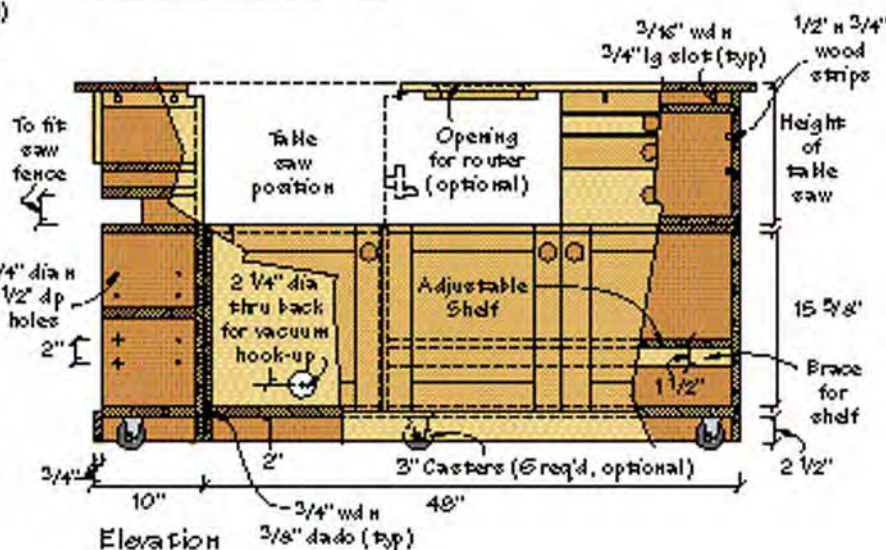 )
3/16" wd x
3/4" lg slot (typ)
1/2" x 3/4"
wood
strips
To fit
saw
fence
Table
saw
position
Opening
for router
(optional)
Height
of
table
saw
/4" dia x
1/2" dp
holes
2 1/4" dia
thru back
for vacuum
hook-up
Adjustable
Shelf
15 5/8"
2"
1 1/2"
Brace
for
shelf
3/4"
2"
3" Casters (6 req'd, optional)
2 1/2"
10"
48"
3/4" wd x
3/8" dado (typ)
Elevation